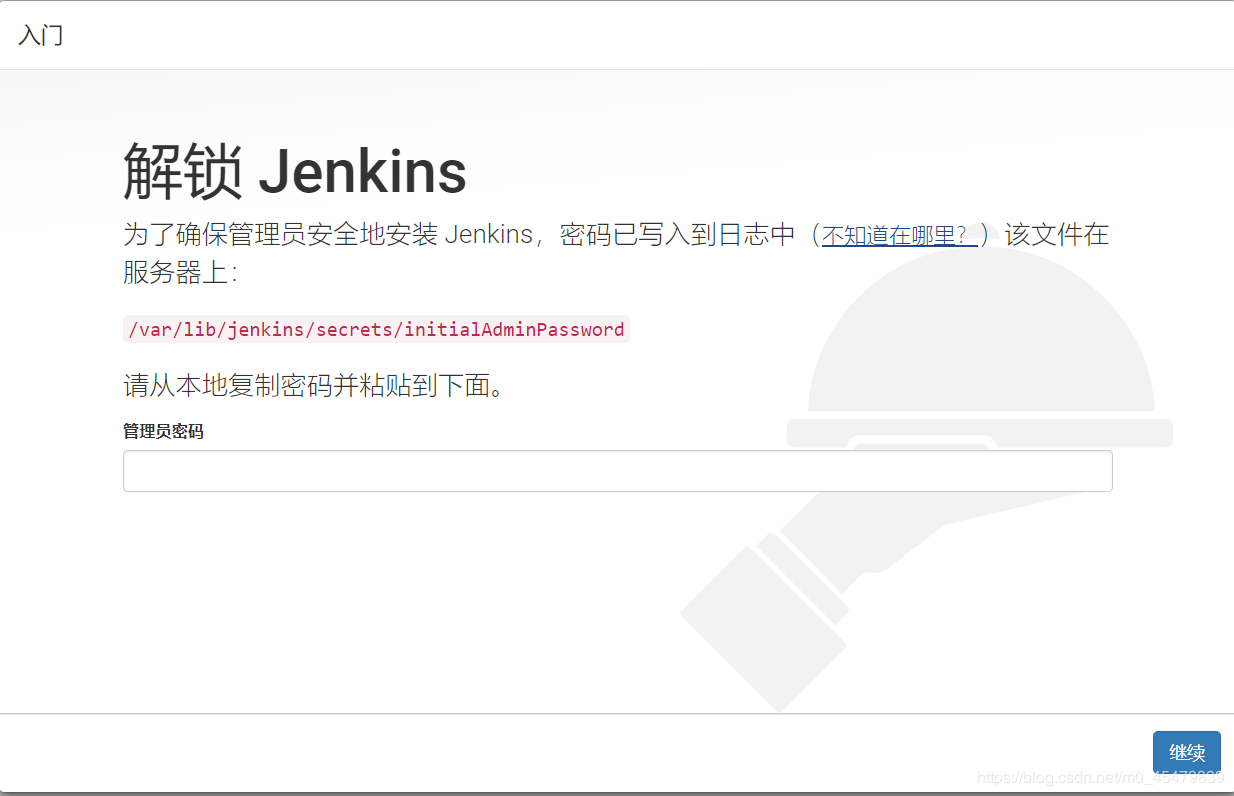 入门
解锁 Jenkins
为了确保管理员安全地安装 Jenkins，密码已写入到日志中（不知道在哪里？）该文件在
服务器上：
/var/lib/jenkins/secrets/initialAdminPassword
请从本地复制密码并粘贴到下面。
管理员密码
继续
https://blog.csdn.net/m0_45479839